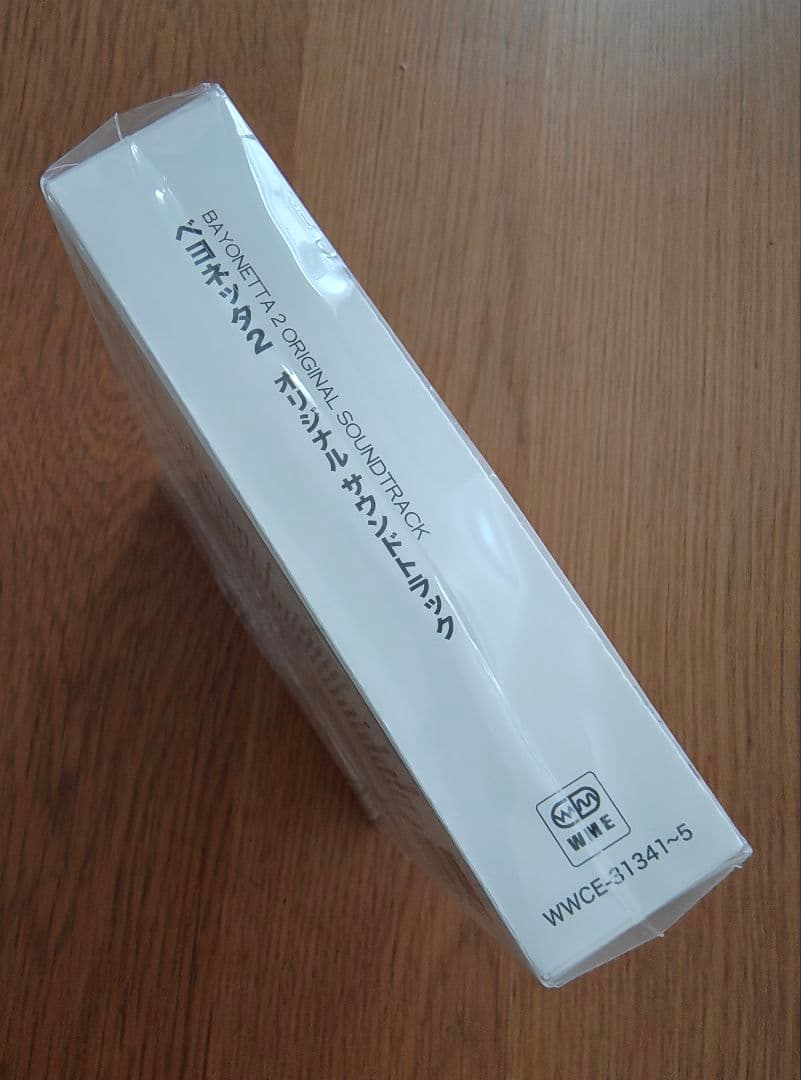 BAYONETTA 2 ORIGINAL SOUNDTRACK
ベヨネッタ2 オリジナル サウンドトラック
WME
WWCE-31341~5